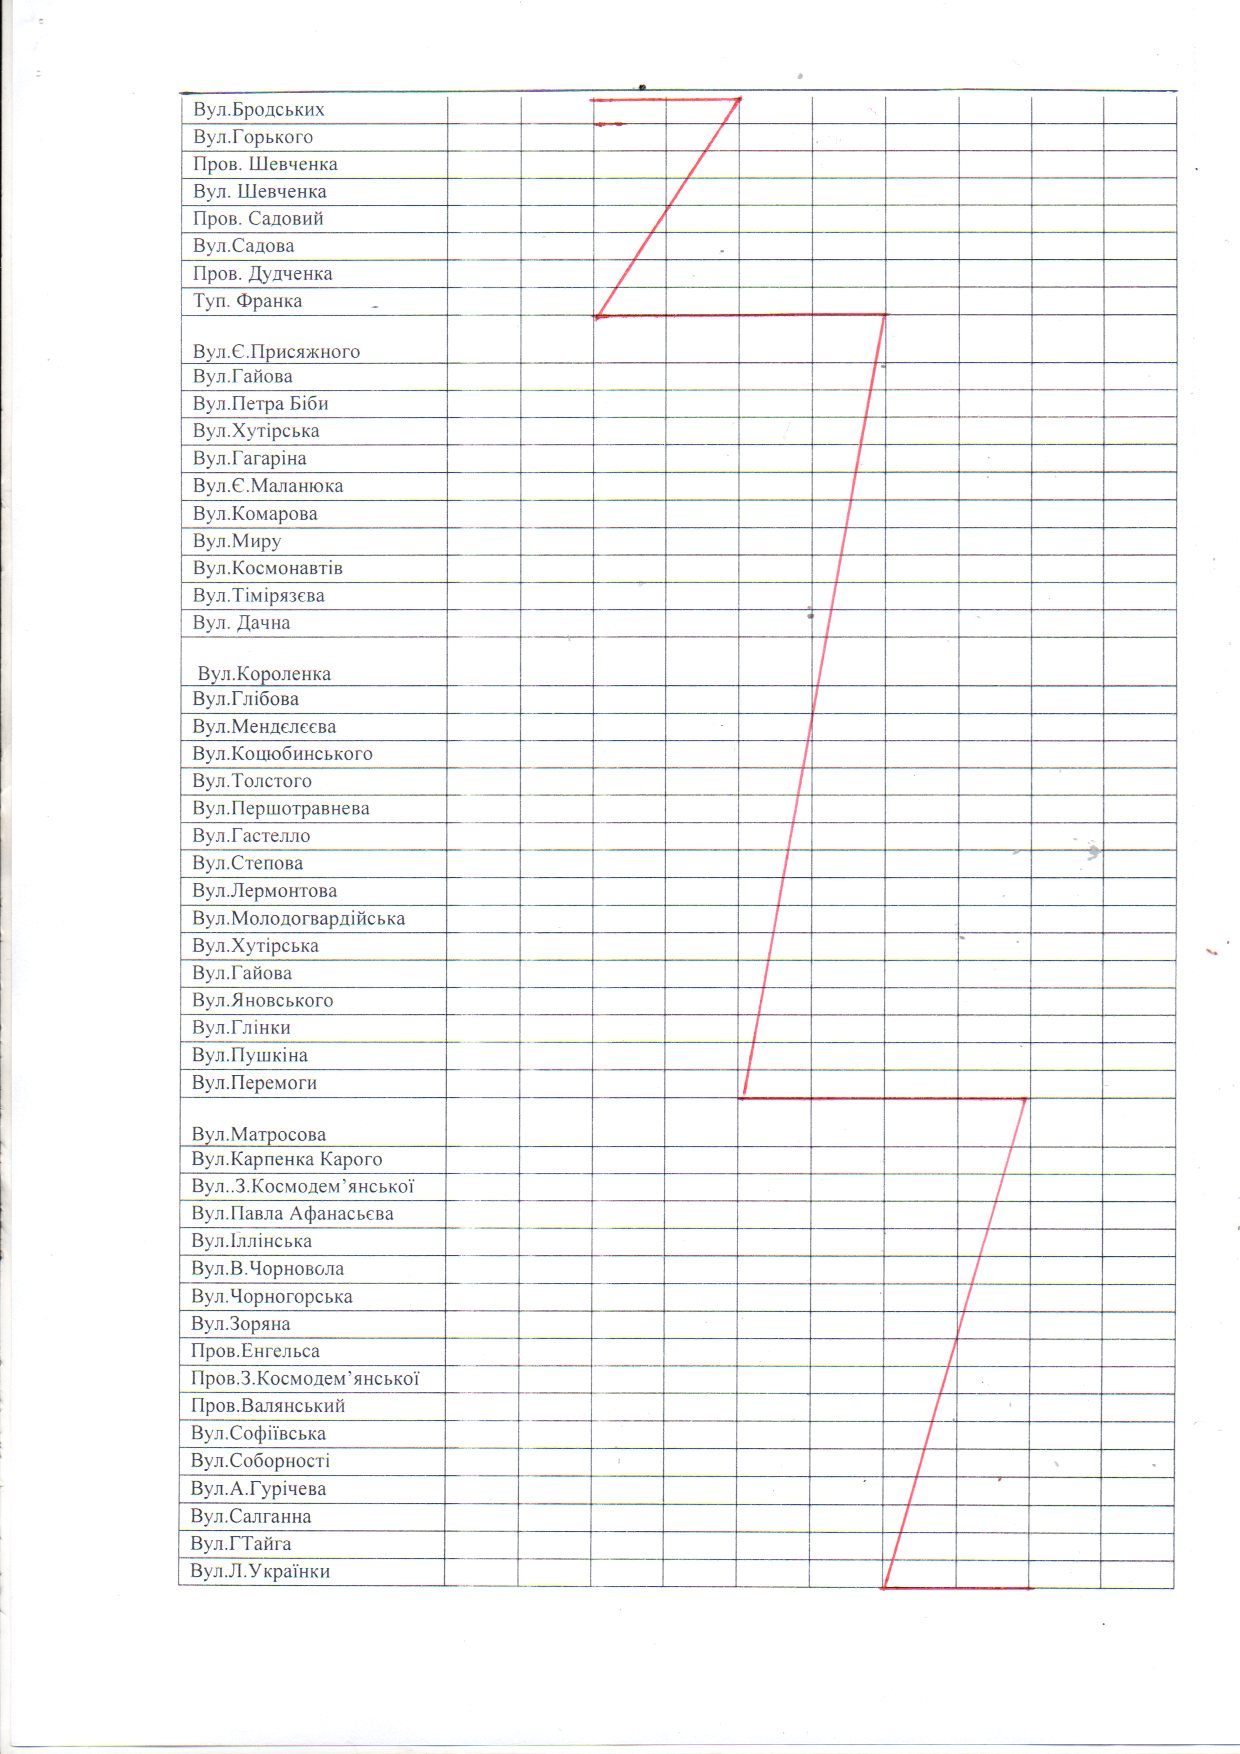 Вул.Бродських
Вул.Горького
Пров. Шевченка
Вул. Шевченка
Пров. Садовий
Вул.Садова
Пров. Дудченка
Туп. Франка
Вул.Є.Присяжного
Вул.Гайова
Вул.Петра Біби
Вул.Хутірська
Вул.Гагаріна
Вул.Є.Маланюка
Вул.Комарова
Вул.Миру
Вул.Космонавтів
Вул.Тімірязєва
Вул. Дачна
Вул.Короленка
Вул.Глібова
Вул.Мендєлєєва
Вул.Коцюбинського
Вул.Толстого
Вул.Першотравнева
Вул.Гастелло
Вул.Степова
Вул.Лермонтова
Вул.Молодогвардійська
Вул.Хутірська
Вул.Гайова
Вул.Яновського
Вул.Глінки
Вул.Пушкіна
Вул.Перемоги
Вул.Матросова
Вул.Карпенка Карого
Вул..З.Космодем’янської
Вул.Павла Афанасьєва
Вул.Іллінська
Вул.В.Чорновола
Вул.Чорногорська
Вул.Зоряна
Пров.Енгельса
Пров.З.Космодем’янської
Пров.Валянський
Вул.Софіївська
Вул.Соборності
Вул.А.Гурічева
Вул.Салганна
Вул.ГТайга
Вул.Л.Українки